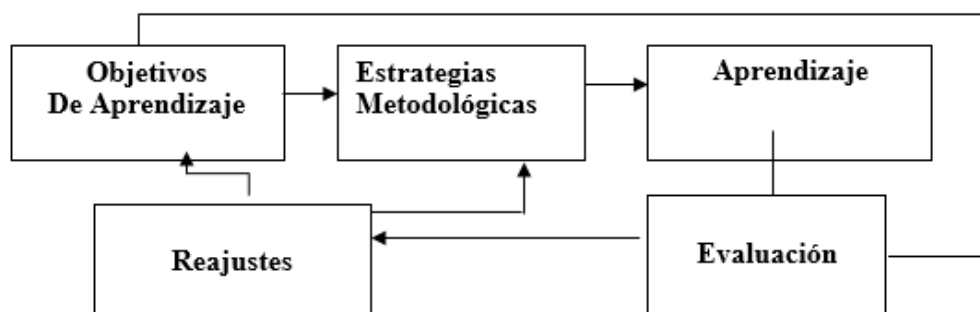 Objetivos
De Aprendizaje
Estrategias
Metodológicas
Aprendizaje
Reajustes
Evaluación